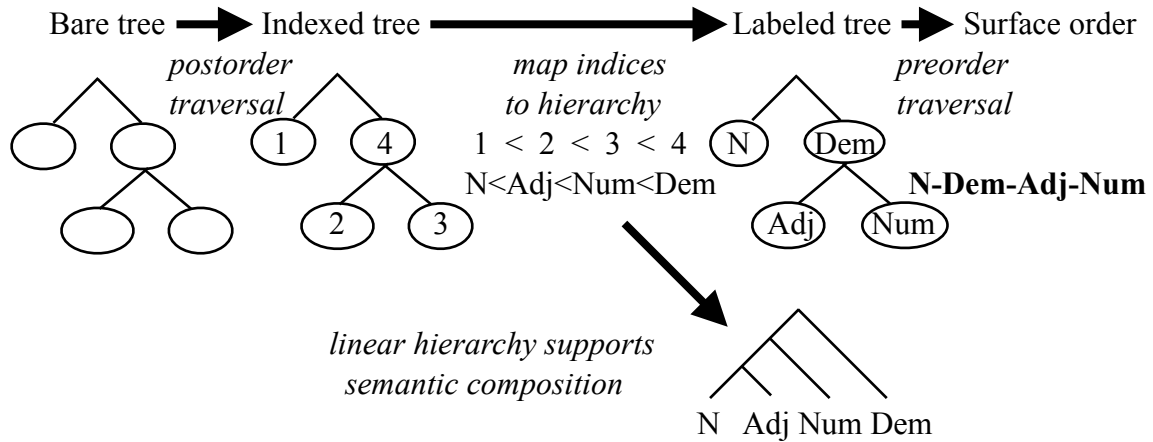 Bare tree Indexed tree Labeled tree Surface order
postorder map indices preorder
traversal to hierarchy traversal
1 4 1 < 2 < 3 < 4 N Dem
N<Adj<Num<Dem N-Dem-Adj-Num
2 3 Adj Num
linear hierarchy supports
semantic composition
N Adj Num Dem